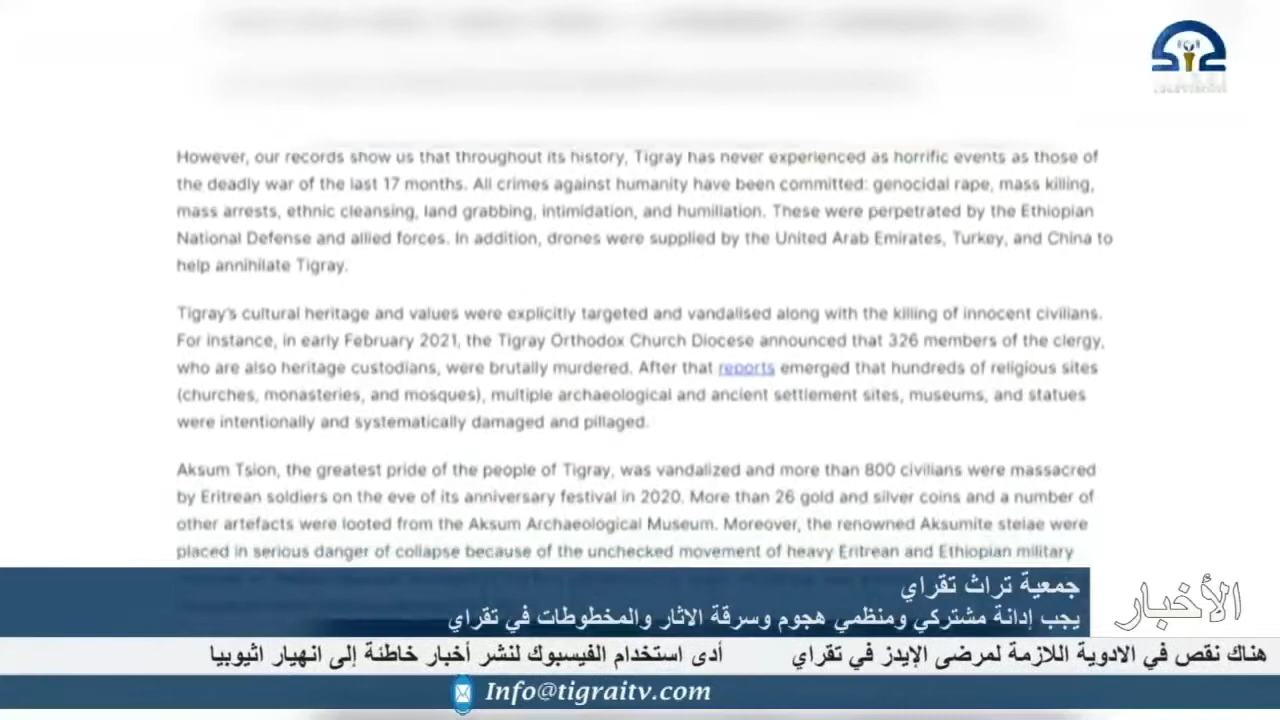 However, our records show us that throughout its history, Tigray has never experienced as horrific events as those of
the deadly war of the last 17 months. All crimes against humanity have been committed: genocidal rape, mass killing,
mass arrests, ethnic cleansing, land grabbing, intimidation, and humiliation. These were perpetrated by the Ethiopian
National Defense and allied forces. In addition, drones were supplied by the United Arab Emirates, Turkey, and China to
help annihilate Tigray.
Tigray's cultural heritage and values were explicitly targeted and vandalised along with the killing of innocent civilians.
For instance, in early February 2021, the Tigray Orthodox Church Diocese announced that 326 members of the clergy,
who are also heritage custodians, were brutally murdered. After that reports emerged that hundreds of religious sites
(churches, monasteries, and mosques), multiple archaeological and ancient settlement sites, museums, and statues
were intentionally and systematically damaged and pillaged.
Aksum Tsion, the greatest pride of the people of Tigray, was vandalized and more than 800 civilians were massacred
by Eritrean soldiers on the eve of its anniversary festival in 2020. More than 26 gold and silver coins and a number of
other artefacts were looted from the Aksum Archaeological Museum. Moreover, the renowned Aksumite stelae were
placed in serious danger of collapse because of the unchecked movement of heavy Eritrean and Ethiopian military
الأخبار
جمعية تراث تقراي
يجب إدانة مشتركي ومنظمي هجوم وسرقة الاثار والمخطوطات في تقراي
هناك نقص في الادوية اللازمة لمرضى الإيدز في تقراي أدى استخدام الفيسبوك لنشر أخبار خاطئة إلى انهيار اثيوبيا
Info@tigraitv.com